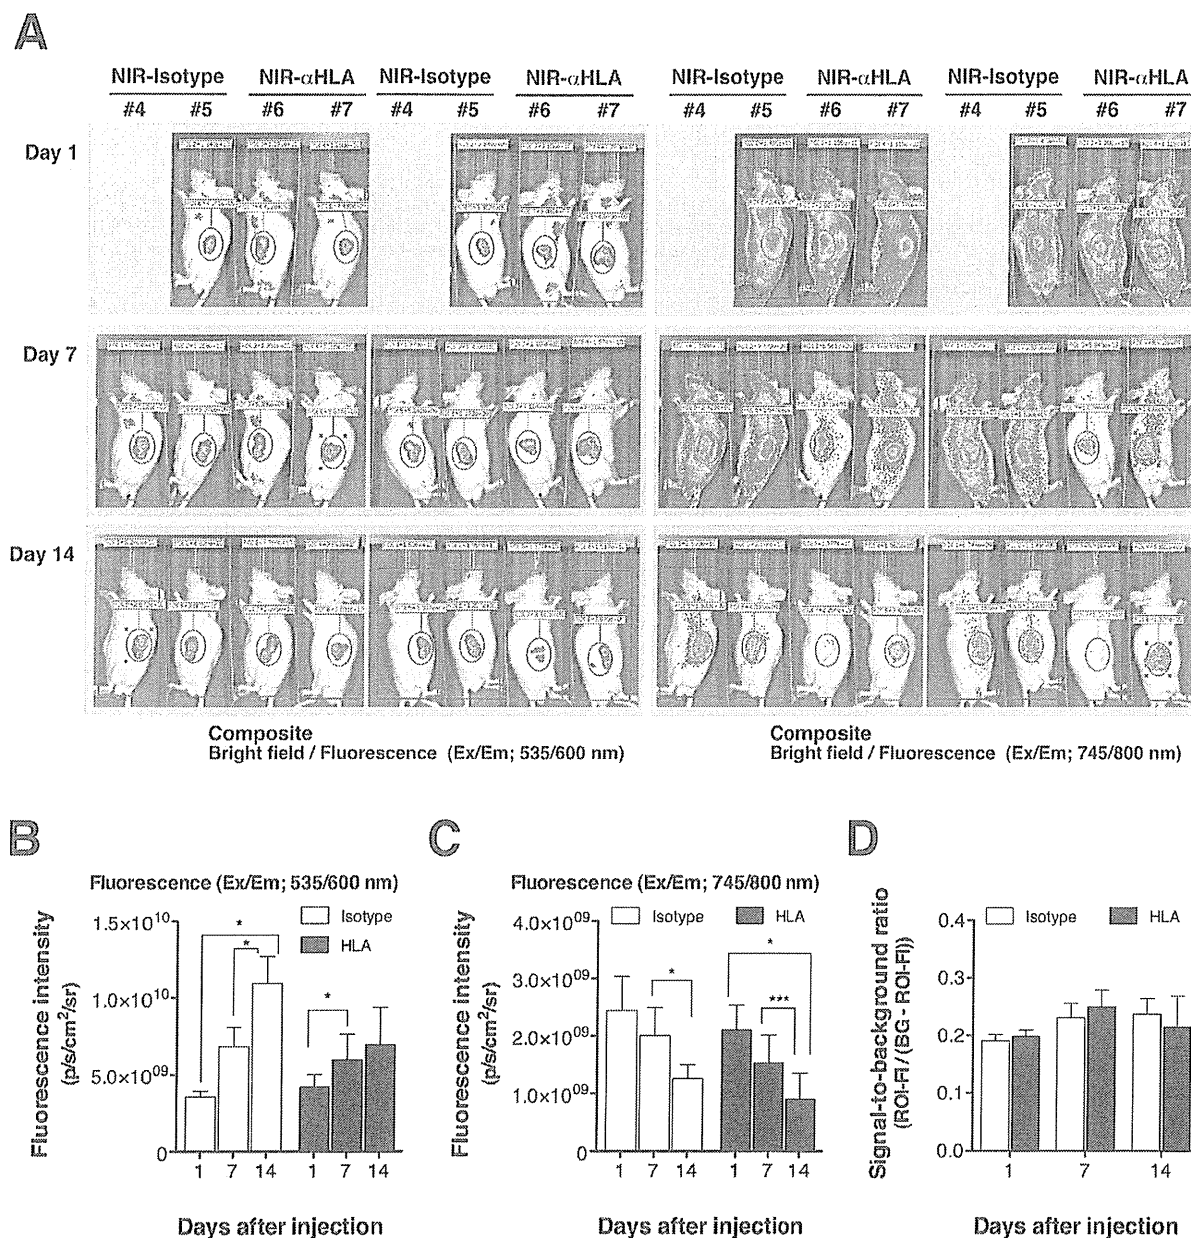 A
NIR-Isotype NIR-αHLA NIR-Isotype NIR-αHLA NIR-Isotype NIR-αHLA NIR-Isotype NIR-αHLA
#4 #5 #6 #7 #4 #5 #6 #7 #4 #5 #6 #7 #4 #5 #6 #7
Day 1
Day 7
Day 14
Composite
Bright field / Fluorescence (Ex/Em; 535/600 nm)
Composite
Bright field / Fluorescence (Ex/Em; 745/800 nm)
B
Fluorescence (Ex/Em; 535/600 nm)
Fluorescence intensity
(p/s/cm²/sr)
1.5×10¹⁰
1.0×10¹⁰
5.0×10⁰⁹
0
Isotype
HLA
*
*
*
1 7 14 1 7 14
Days after injection
C
Fluorescence (Ex/Em; 745/800 nm)
Fluorescence intensity
(p/s/cm²/sr)
4.0×10⁰⁹
3.0×10⁰⁹
2.0×10⁰⁹
1.0×10⁰⁹
0
Isotype HLA
*
*
***
1 7 14 1 7 14
Days after injection
D
Signal-to-background ratio
(ROI-FI / (BG - ROI-FI))
0.4
0.3
0.2
0.1
0.0
Isotype HLA
1 7 14
Days after injection